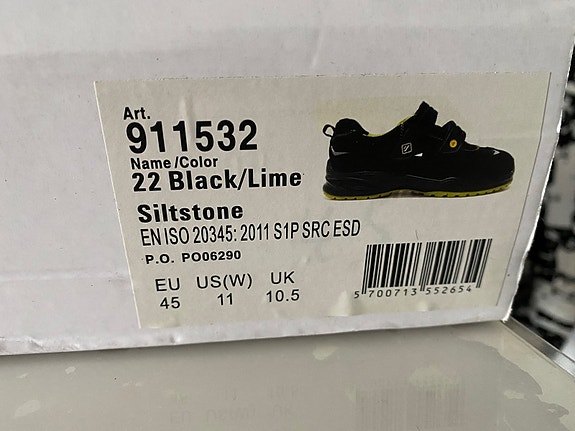 Art.
911532
Name/Color
22 Black/Lime
Siltstone
EN ISO 20345: 2011 S1P SRC ESD
P.O. PO06290
EU US(W) UK
45 11 10.5
5 700713 552654